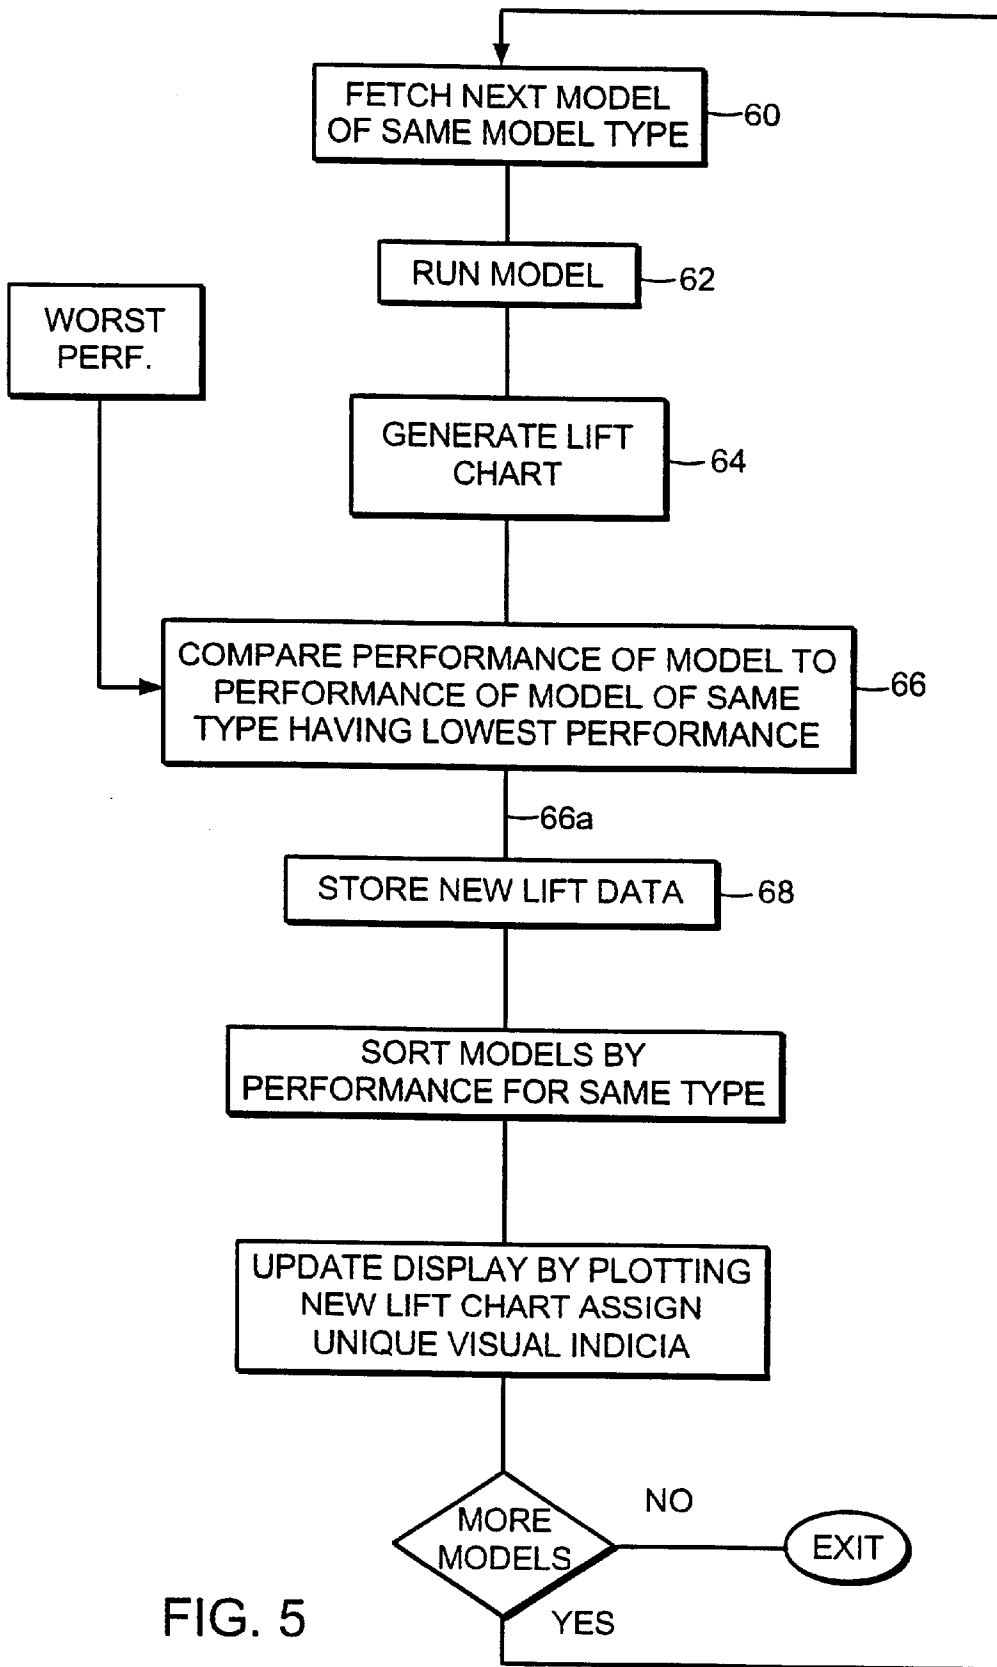 FETCH NEXT MODEL
OF SAME MODEL TYPE
60
RUN MODEL
62
WORST
PERF.
GENERATE LIFT
CHART
64
COMPARE PERFORMANCE OF MODEL TO
PERFORMANCE OF MODEL OF SAME
TYPE HAVING LOWEST PERFORMANCE
66
66a
STORE NEW LIFT DATA
68
SORT MODELS BY
PERFORMANCE FOR SAME TYPE
UPDATE DISPLAY BY PLOTTING
NEW LIFT CHART ASSIGN
UNIQUE VISUAL INDICIA
MORE
MODELS
NO
EXIT
YES
FIG. 5